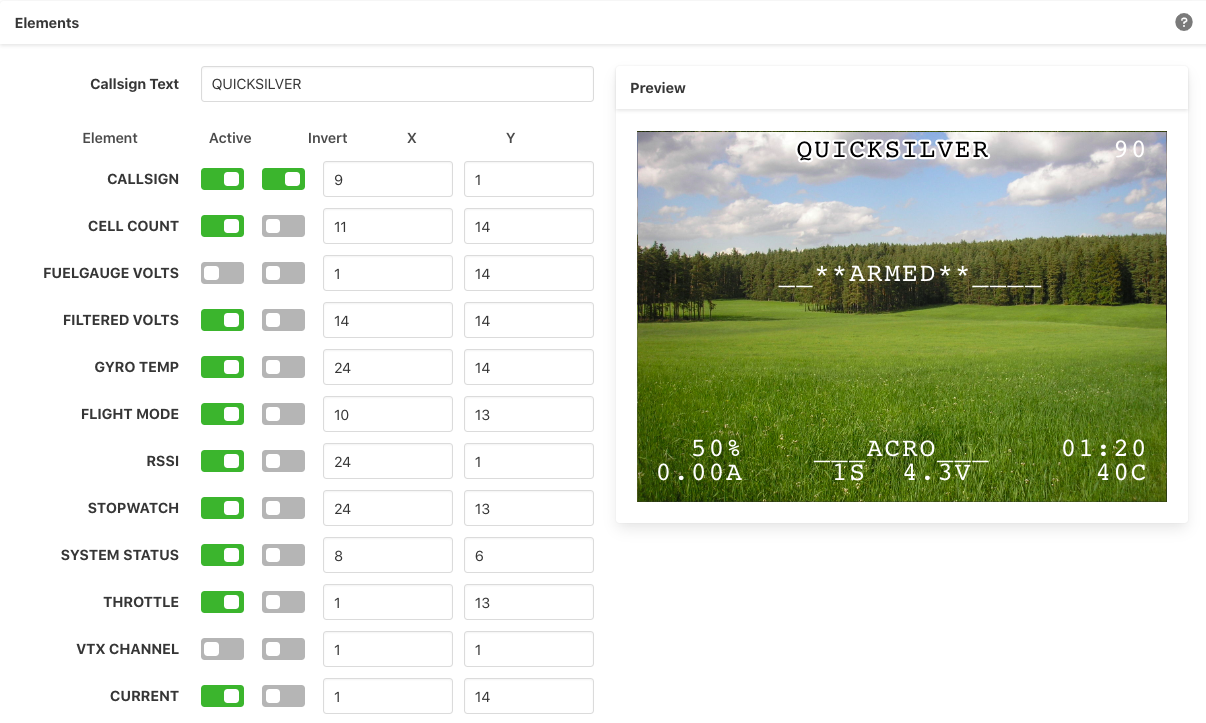 Elements
?
Callsign Text QUICKSILVER
Element Active Invert X Y
CALLSIGN 9 1
CELL COUNT 11 14
FUELGAUGE VOLTS 1 14
FILTERED VOLTS 14 14
GYRO TEMP 24 14
FLIGHT MODE 10 13
RSSI 24 1
STOPWATCH 24 13
SYSTEM STATUS 8 6
THROTTLE 1 13
VTX CHANNEL 1 1
CURRENT 1 14
Preview
QUICKSILVER 90
__**ARMED**____
50% ___ACRO___ 01:20
0.00A 1S 4.3V 40C